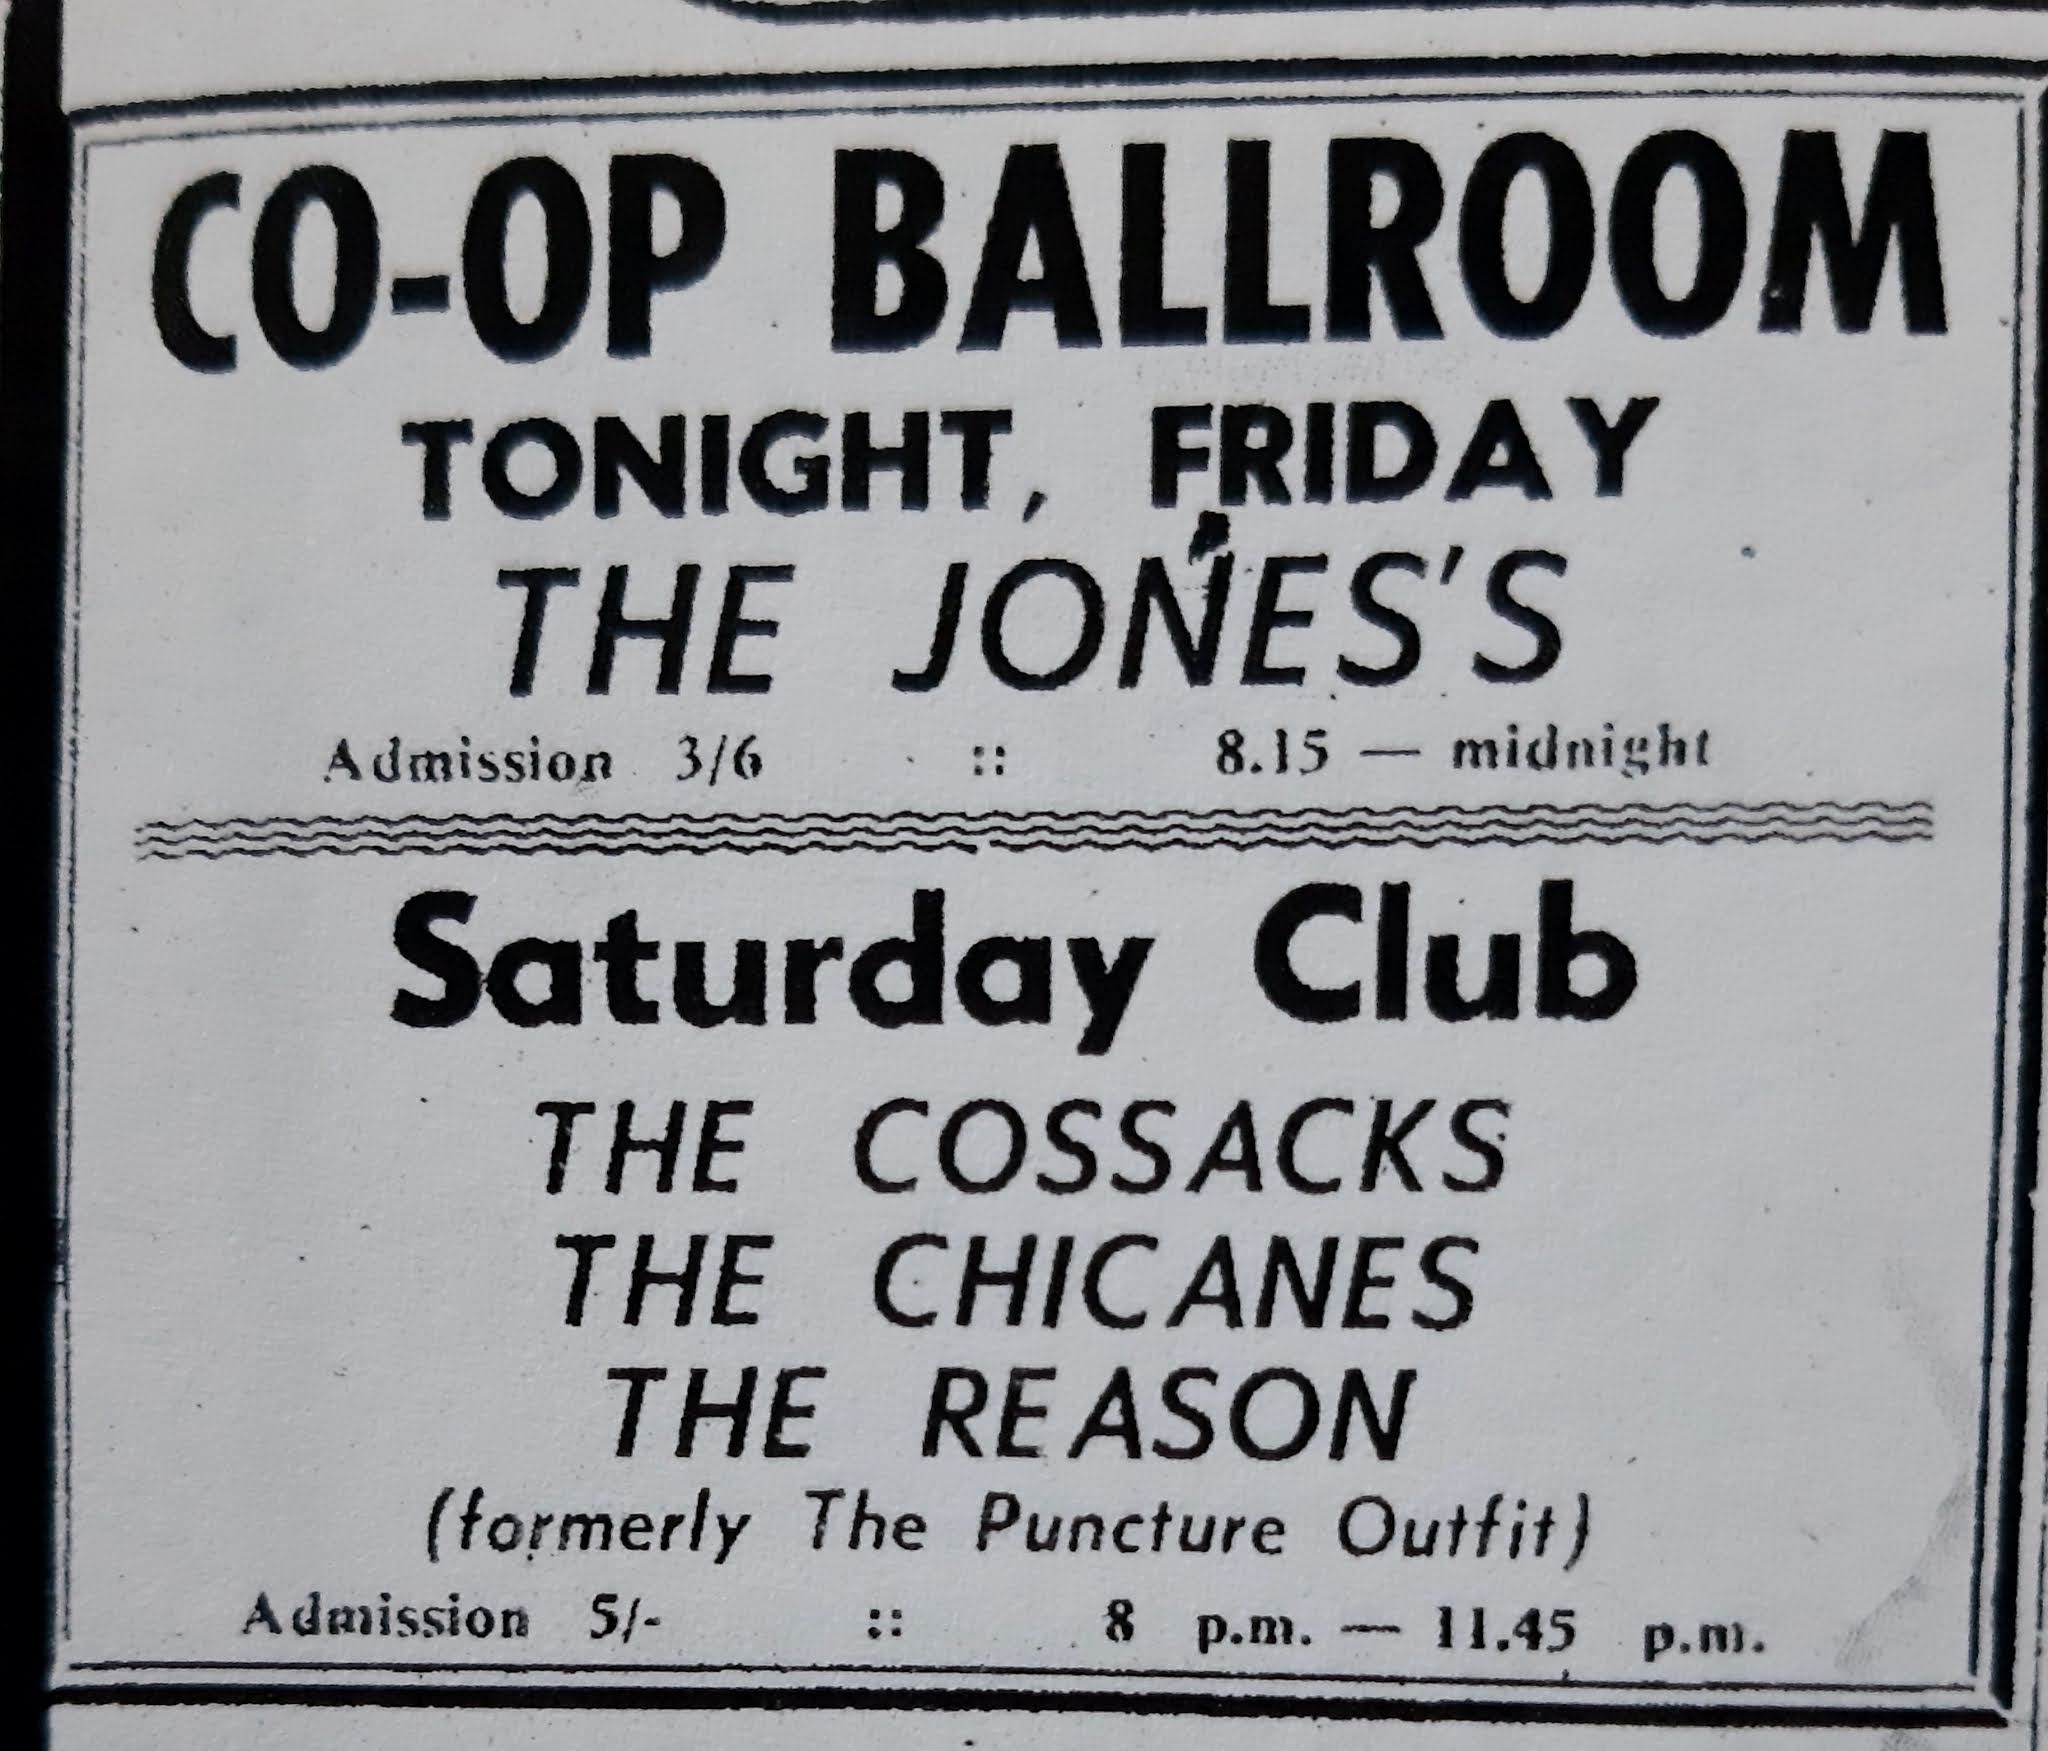 CO-OP BALLROOM
TONIGHT, FRIDAY
THE JONES'S
Admission 3/6 :: 8.15 — midnight
Saturday Club
THE COSSACKS
THE CHICANES
THE REASON
(formerly The Puncture Outfit)
Admission 5/- :: 8 p.m. — 11.45 p.m.